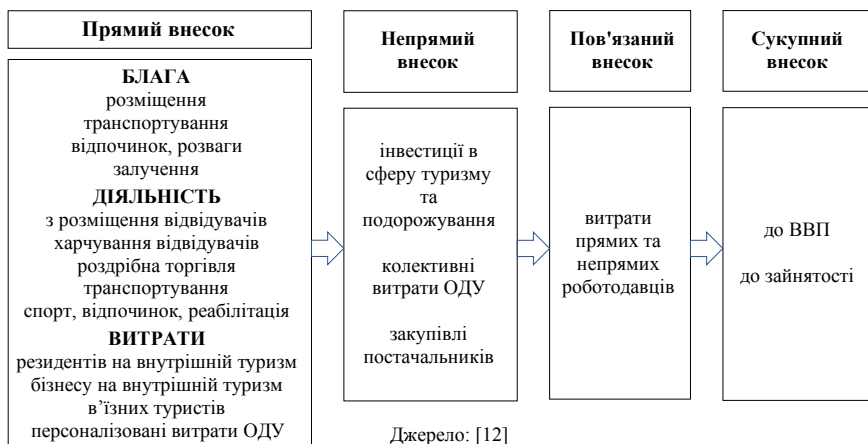 Прямий внесок
БЛАГА
розміщення
транспортування
відпочинок, розваги
залучення
ДІЯЛЬНІСТЬ
з розміщення відвідувачів
харчування відвідувачів
роздрібна торгівля
транспортування
спорт, відпочинок, реабілітація
ВИТРАТИ
резидентів на внутрішній туризм
бізнесу на внутрішній туризм
в’їзних туристів
персоналізовані витрати ОДУ
Непрямий
внесок
інвестиції в
сферу туризму
та
подорожування
колективні
витрати ОДУ
закупівлі
постачальників
Пов'язаний
внесок
витрати
прямих та
непрямих
роботодавців
Сукупний
внесок
до ВВП
до зайнятості
Джерело: [12]